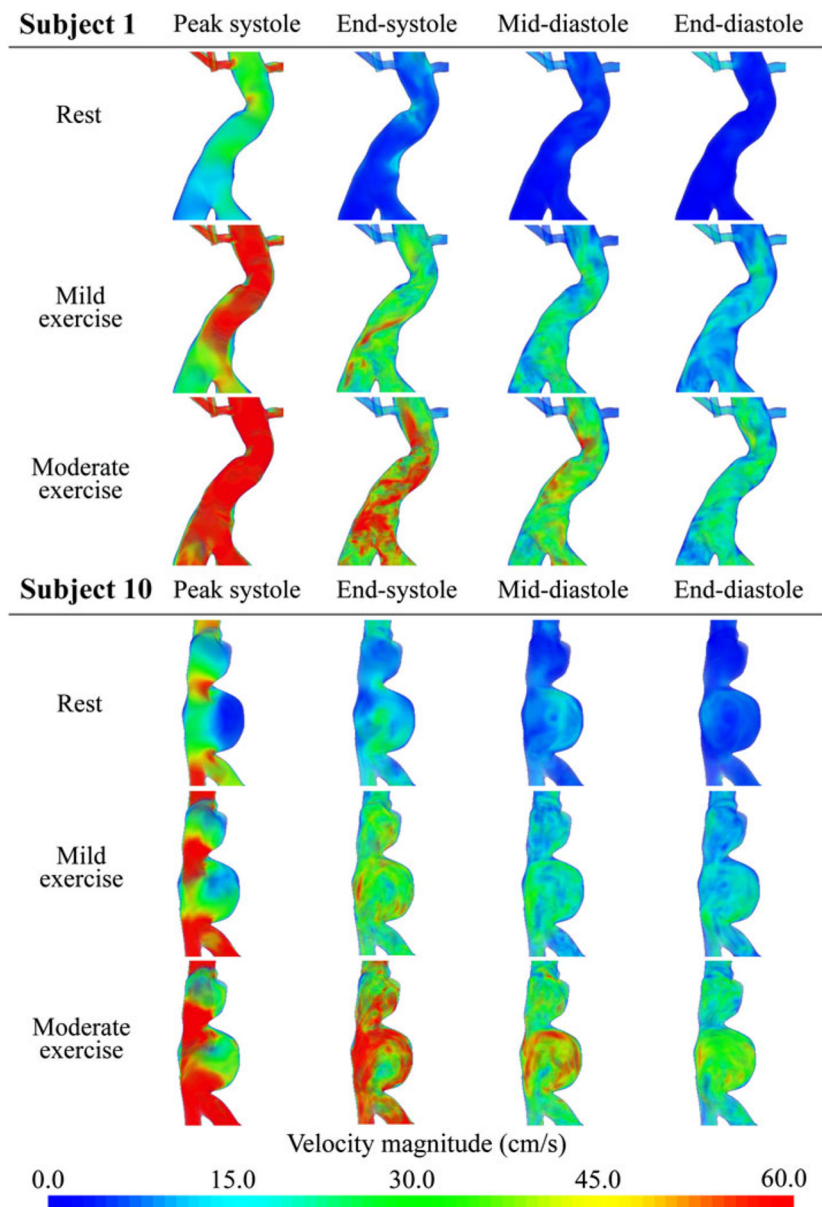 Subject 1 Peak systole End-systole Mid-diastole End-diastole
Rest
Mild
exercise
Moderate
exercise
Subject 10 Peak systole End-systole Mid-diastole End-diastole
Rest
Mild
exercise
Moderate
exercise
Velocity magnitude (cm/s)
0.0 15.0 30.0 45.0 60.0